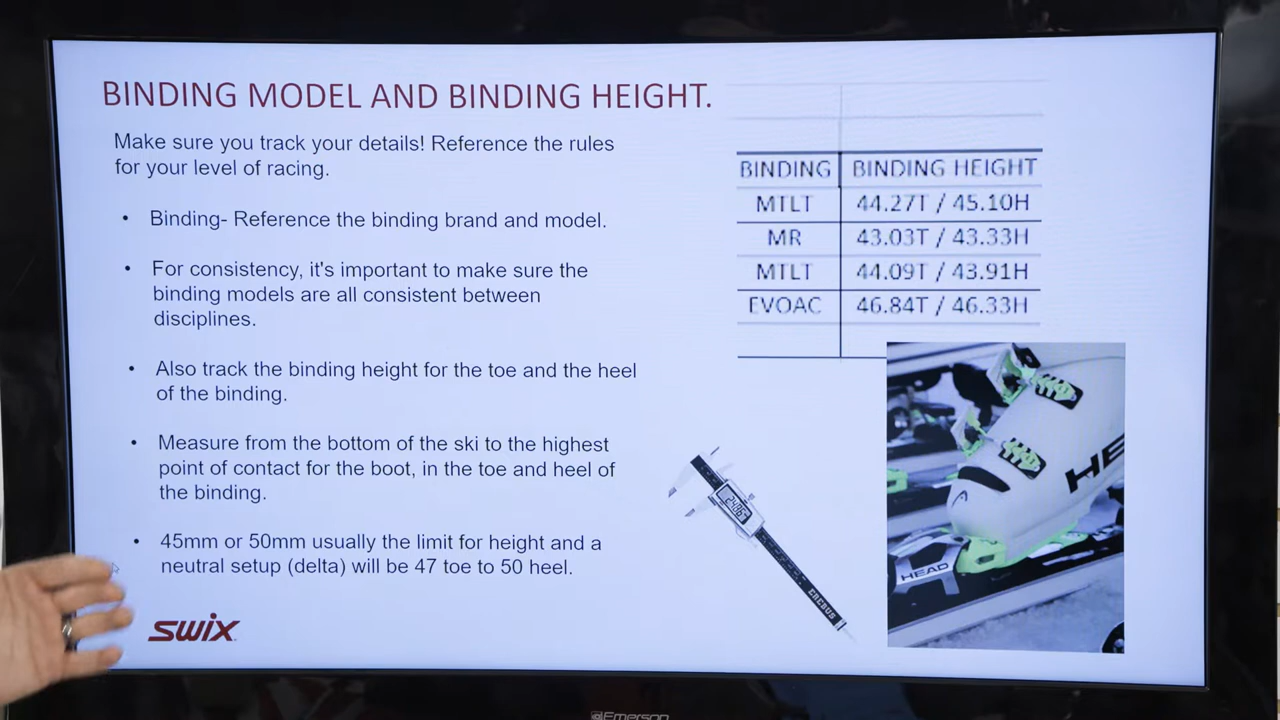 BINDING MODEL AND BINDING HEIGHT.
Make sure you track your details! Reference the rules
for your level of racing.
• Binding- Reference the binding brand and model.
• For consistency, it's important to make sure the
binding models are all consistent between
disciplines.
• Also track the binding height for the toe and the heel
of the binding.
• Measure from the bottom of the ski to the highest
point of contact for the boot, in the toe and heel of
the binding.
• 45mm or 50mm usually the limit for height and a
neutral setup (delta) will be 47 toe to 50 heel.
SWIX
BINDING BINDING HEIGHT
MTLT 44.27T / 45.10H
MR 43.03T / 43.33H
MTLT 44.09T / 43.91H
EVOAC 46.84T / 46.33H
EREBUS
HE
HEAD
Emerson